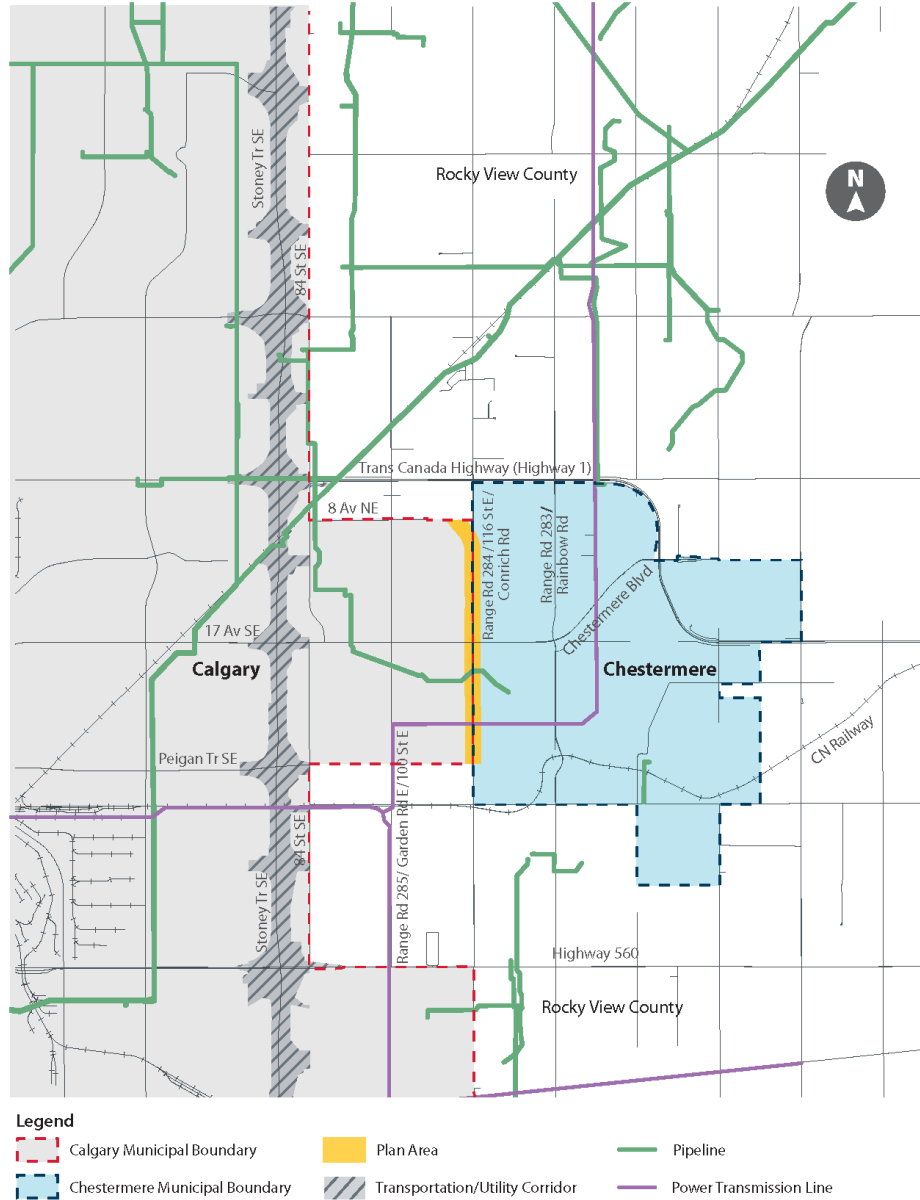 Stoney Tr SE
84 St SE
Rocky View County
N
Trans Canada Highway (Highway 1)
8 Av NE
Range Rd 284 /116 St E/
Conrich Rd
Range Rd 283/
Rainbow Rd
Chestermere Blvd
17 Av SE
Calgary
Chestermere
Peigan Tr SE
CN Railway
Range Rd 285/ Garden Rd E/100 St E
84 St SE
Stoney Tr SE
Highway 560
Rocky View County
Legend
Calgary Municipal Boundary
Plan Area
Pipeline
Chestermere Municipal Boundary
Transportation/Utility Corridor
Power Transmission Line